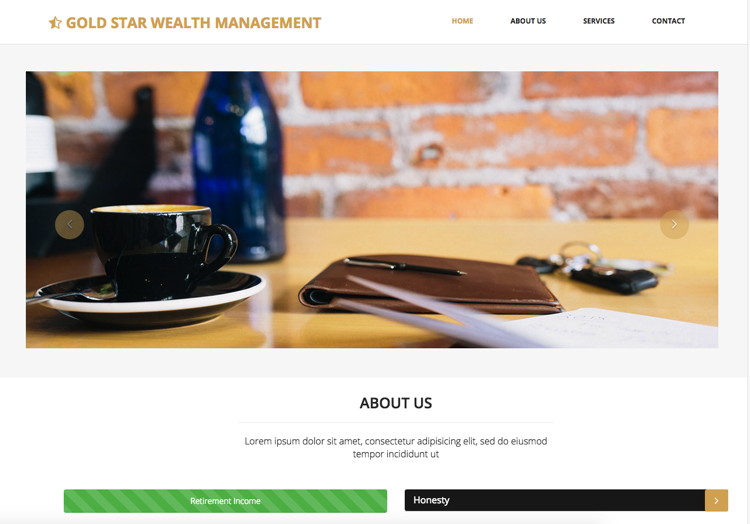 GOLD STAR WEALTH MANAGEMENT
HOME ABOUT US SERVICES CONTACT
ABOUT US
Lorem ipsum dolor sit amet, consectetur adipisicing elit, sed do eiusmod
tempor incididunt ut
Retirement Income
Honesty